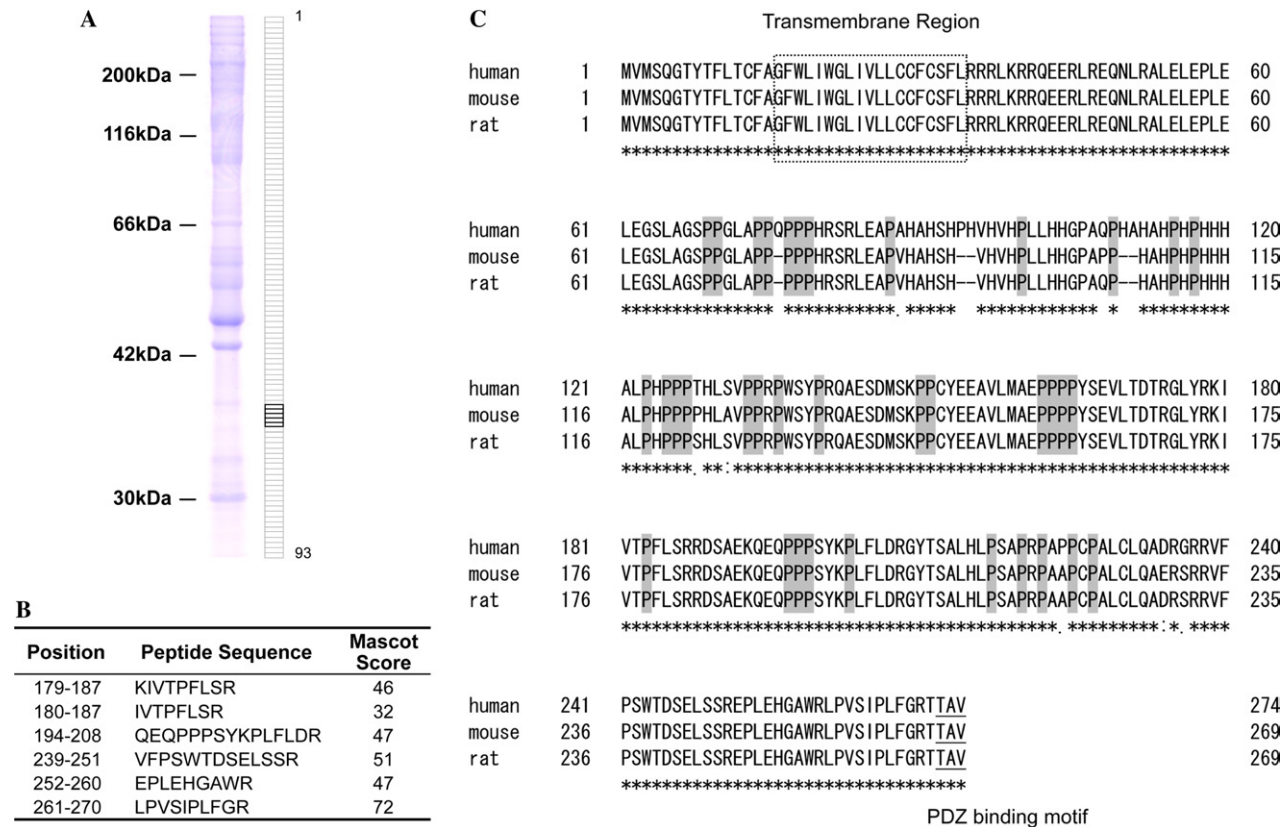 A
200kDa —
116kDa —
66kDa —
42kDa —
30kDa —
1
93
B
Position Peptide Sequence Mascot Score
179-187 KIVTPFLSR 46
180-187 IVTPFLSR 32
194-208 QEQPPPSYKPLFLDR 47
239-251 VFPSWTDSELSSR 51
252-260 EPLEHGAWR 47
261-270 LPVSIPLFGR 72
C
Transmembrane Region
human 1 MVMSQGTYTFLTCFAGFWLIWGLIVLLCCFCSFLRRRLKRRQEERLREQNLRALELEPLE 60
mouse 1 MVMSQGTYTFLTCFAGFWLIWGLIVLLCCFCSFLRRRLKRRQEERLREQNLRALELEPLE 60
rat 1 MVMSQGTYTFLTCFAGFWLIWGLIVLLCCFCSFLRRRLKRRQEERLREQNLRALELEPLE 60
************************************************************
human 61 LEGSLAGSPPGLAPPQPPPHRSRLEAPAHAHSHPHVHVHPLLHHGPAQPHAHAHPHPHHH 120
mouse 61 LEGSLAGSPPGLAPP-PPPHRSRLEAPVHAHSH--VHVHPLLHHGPAPP--HAHPHPHHH 115
rat 61 LEGSLAGSPPGLAPP-PPPHRSRLEAPVHAHSH--VHVHPLLHHGPAQP--HAHPHPHHH 115
*************** ***********.*****  ************ *  *********
human 121 ALPHPPPTHLSVPPRPWSYPRQAESDMSKPPCYEEAVLMAEPPPPYSEVLTDTRGLYRKI 180
mouse 116 ALPHPPPPHLAVPPRPWSYPRQAESDMSKPPCYEEAVLMAEPPPPYSEVLTDTRGLYRKI 175
rat 116 ALPHPPPSHLSVPPRPWSYPRQAESDMSKPPCYEEAVLMAEPPPPYSEVLTDTRGLYRKI 175
*******.**:*************************************************
human 181 VTPFLSRRDSAEKQEQPPPSYKPLFLDRGYTSALHLPSAPRPAPPCPALCLQADRGRRVF 240
mouse 176 VTPFLSRRDSAEKQEQPPPSYKPLFLDRGYTSALHLPSAPRPAAPCPALCLQAERSRRVF 235
rat 176 VTPFLSRRDSAEKQEQPPPSYKPLFLDRGYTSALHLPSAPRPAAPCPALCLQADRSRRVF 235
*******************************************.*********:*.****
human 241 PSWTDSELSSREPLEHGAWRLPVSIPLFGRTTAV 274
mouse 236 PSWTDSELSSREPLEHGAWRLPVSIPLFGRTTAV 269
rat 236 PSWTDSELSSREPLEHGAWRLPVSIPLFGRTTAV 269
**********************************
PDZ binding motif